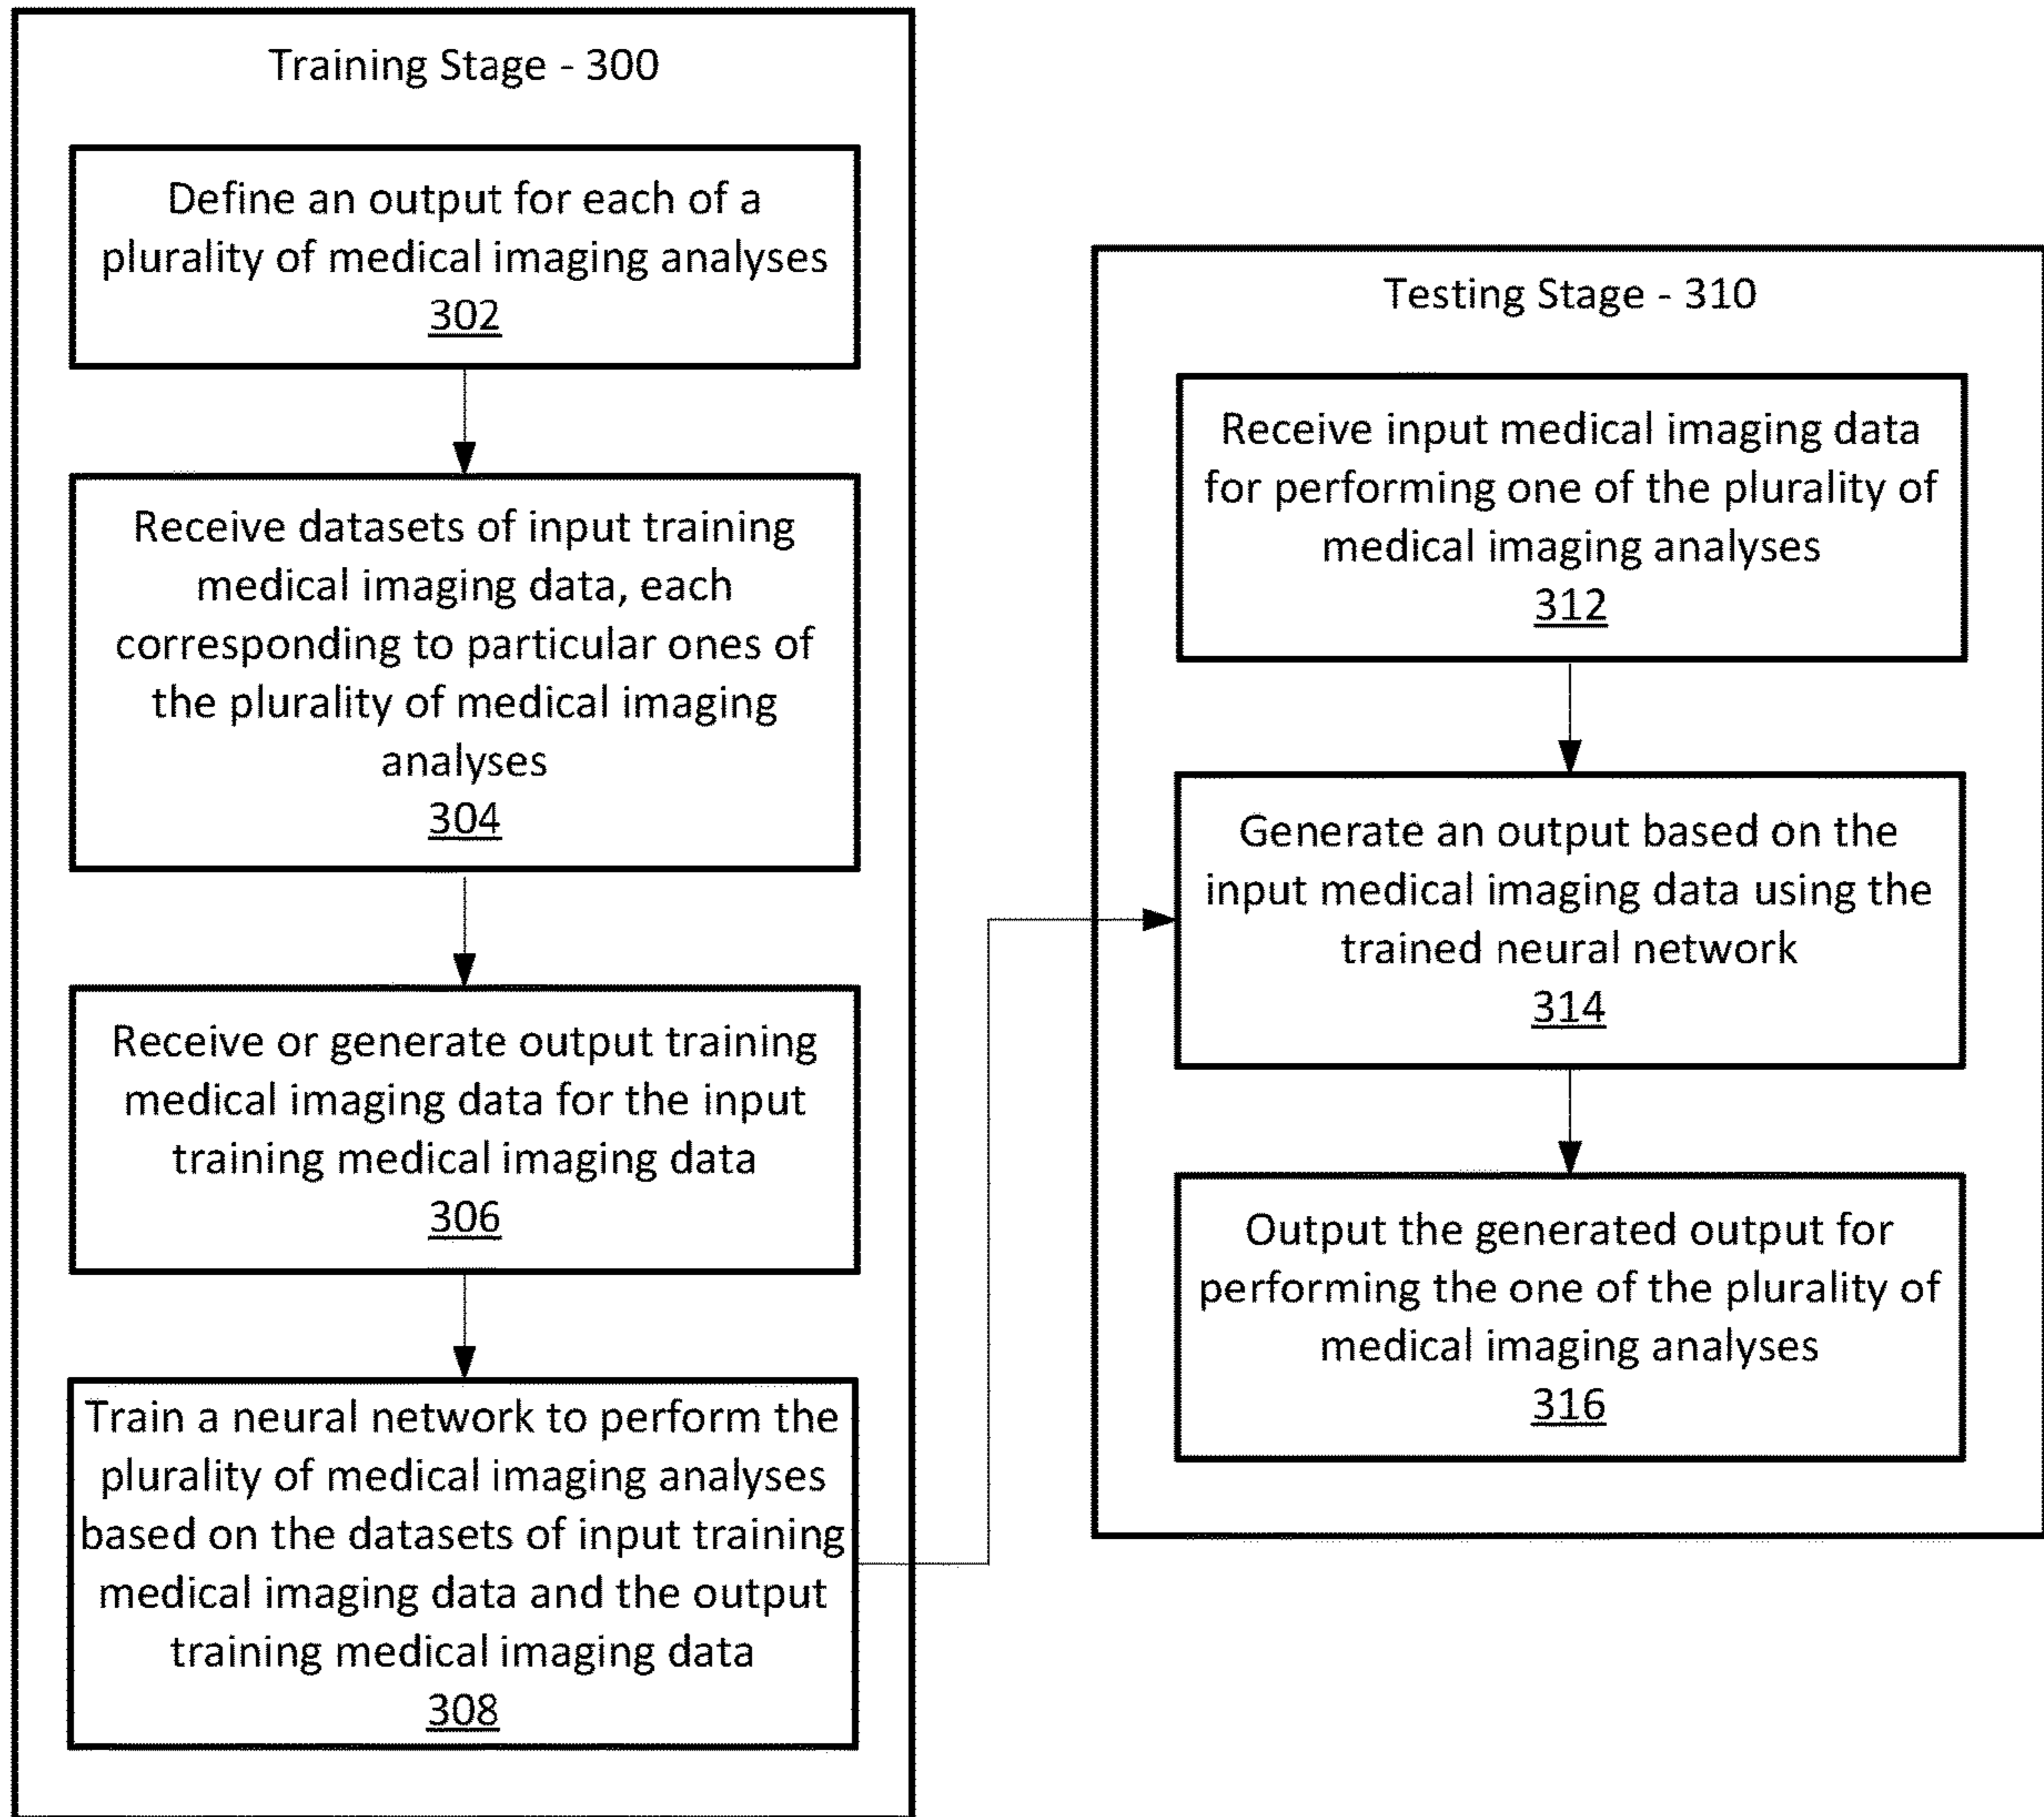 Training Stage - 300
Define an output for each of a
plurality of medical imaging analyses
302
Receive datasets of input training
medical imaging data, each
corresponding to particular ones of
the plurality of medical imaging
analyses
304
Receive or generate output training
medical imaging data for the input
training medical imaging data
306
Train a neural network to perform the
plurality of medical imaging analyses
based on the datasets of input training
medical imaging data and the output
training medical imaging data
308
Testing Stage - 310
Receive input medical imaging data
for performing one of the plurality of
medical imaging analyses
312
Generate an output based on the
input medical imaging data using the
trained neural network
314
Output the generated output for
performing the one of the plurality of
medical imaging analyses
316